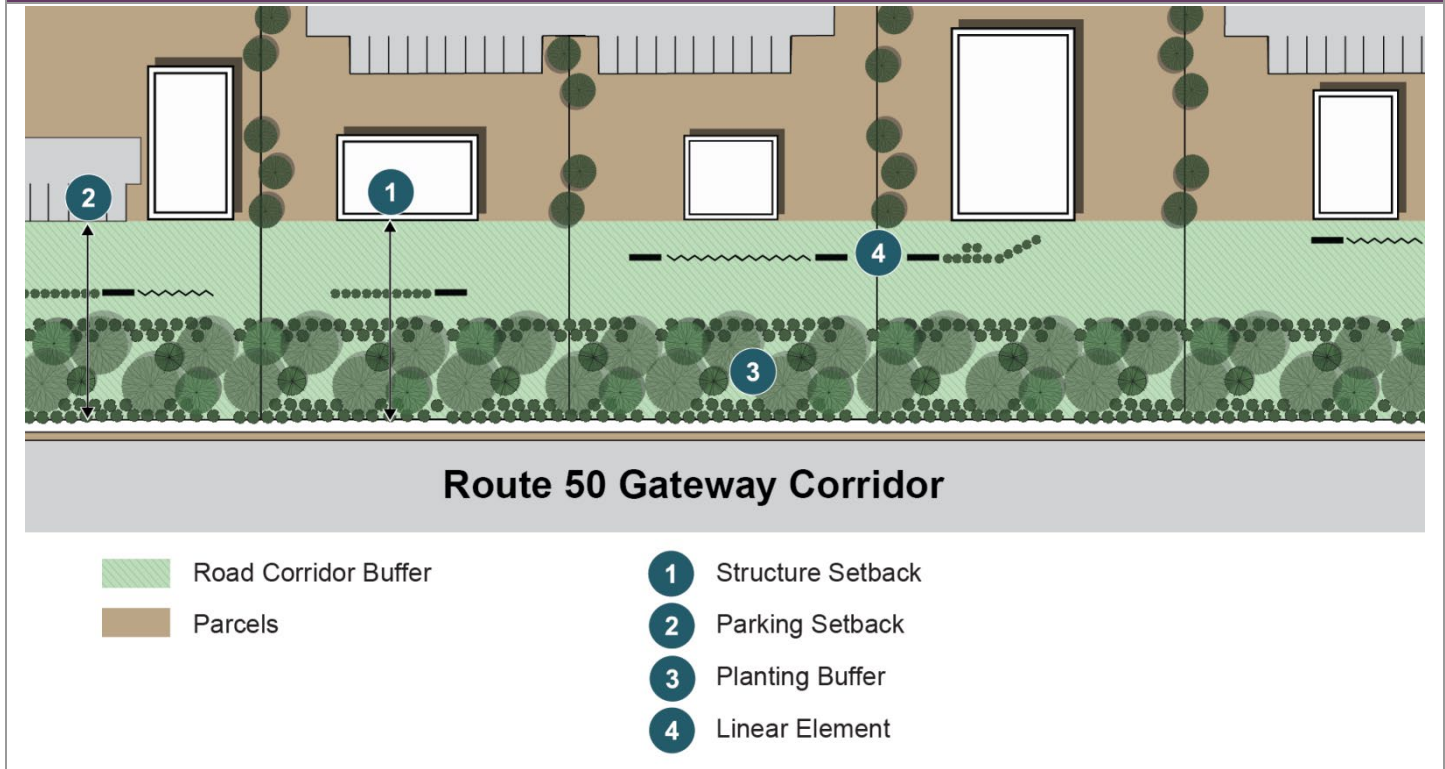 2
1
4
3
Route 50 Gateway Corridor
Road Corridor Buffer
Parcels
1 Structure Setback
2 Parking Setback
3 Planting Buffer
4 Linear Element